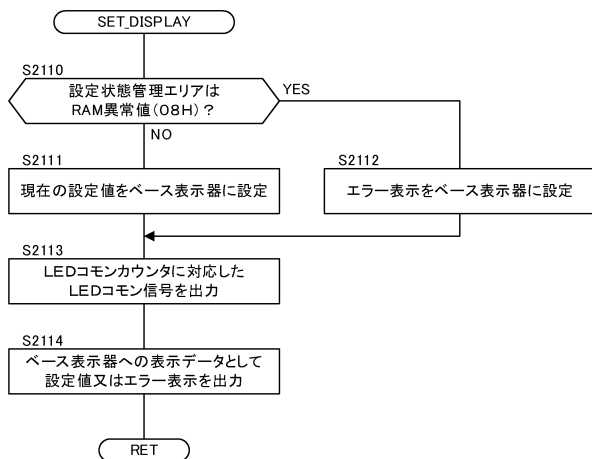 SET_DISPLAY
S2110
設定状態管理エリアは
RAM異常値(08H)？
YES
NO
S2111
現在の設定値をベース表示器に設定
S2112
エラー表示をベース表示器に設定
S2113
LEDコモンカウンタに対応した
LEDコモン信号を出力
S2114
ベース表示器への表示データとして
設定値又はエラー表示を出力
RET